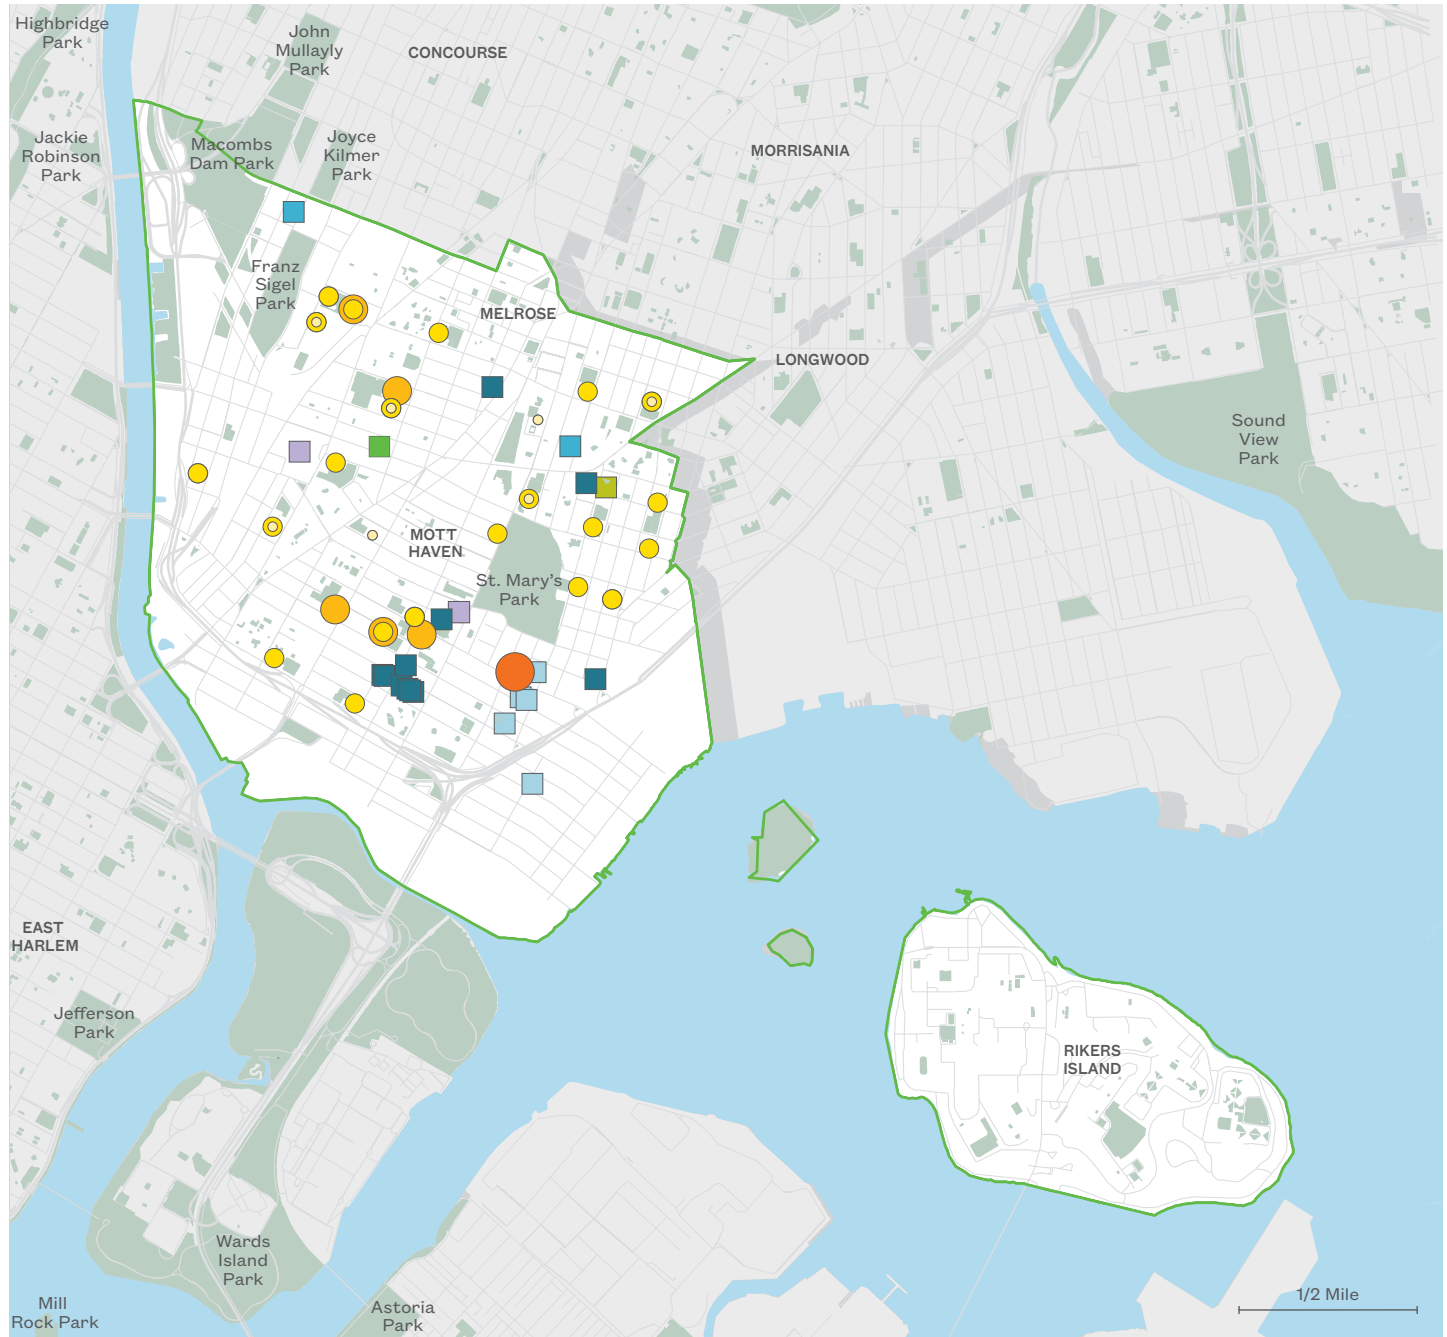 Highbridge
Park
John
Mullayly
Park
CONCOURSE
Jackie
Robinson
Park
Macombs
Dam Park
Joyce
Kilmer
Park
MORRISANIA
Franz
Sigel
Park
MELROSE
LONGWOOD
Sound
View
Park
MOTT
HAVEN
St. Mary's
Park
EAST
HARLEM
Jefferson
Park
RIKERS
ISLAND
Wards
Island
Park
Mill
Rock Park
Astoria
Park
1/2 Mile